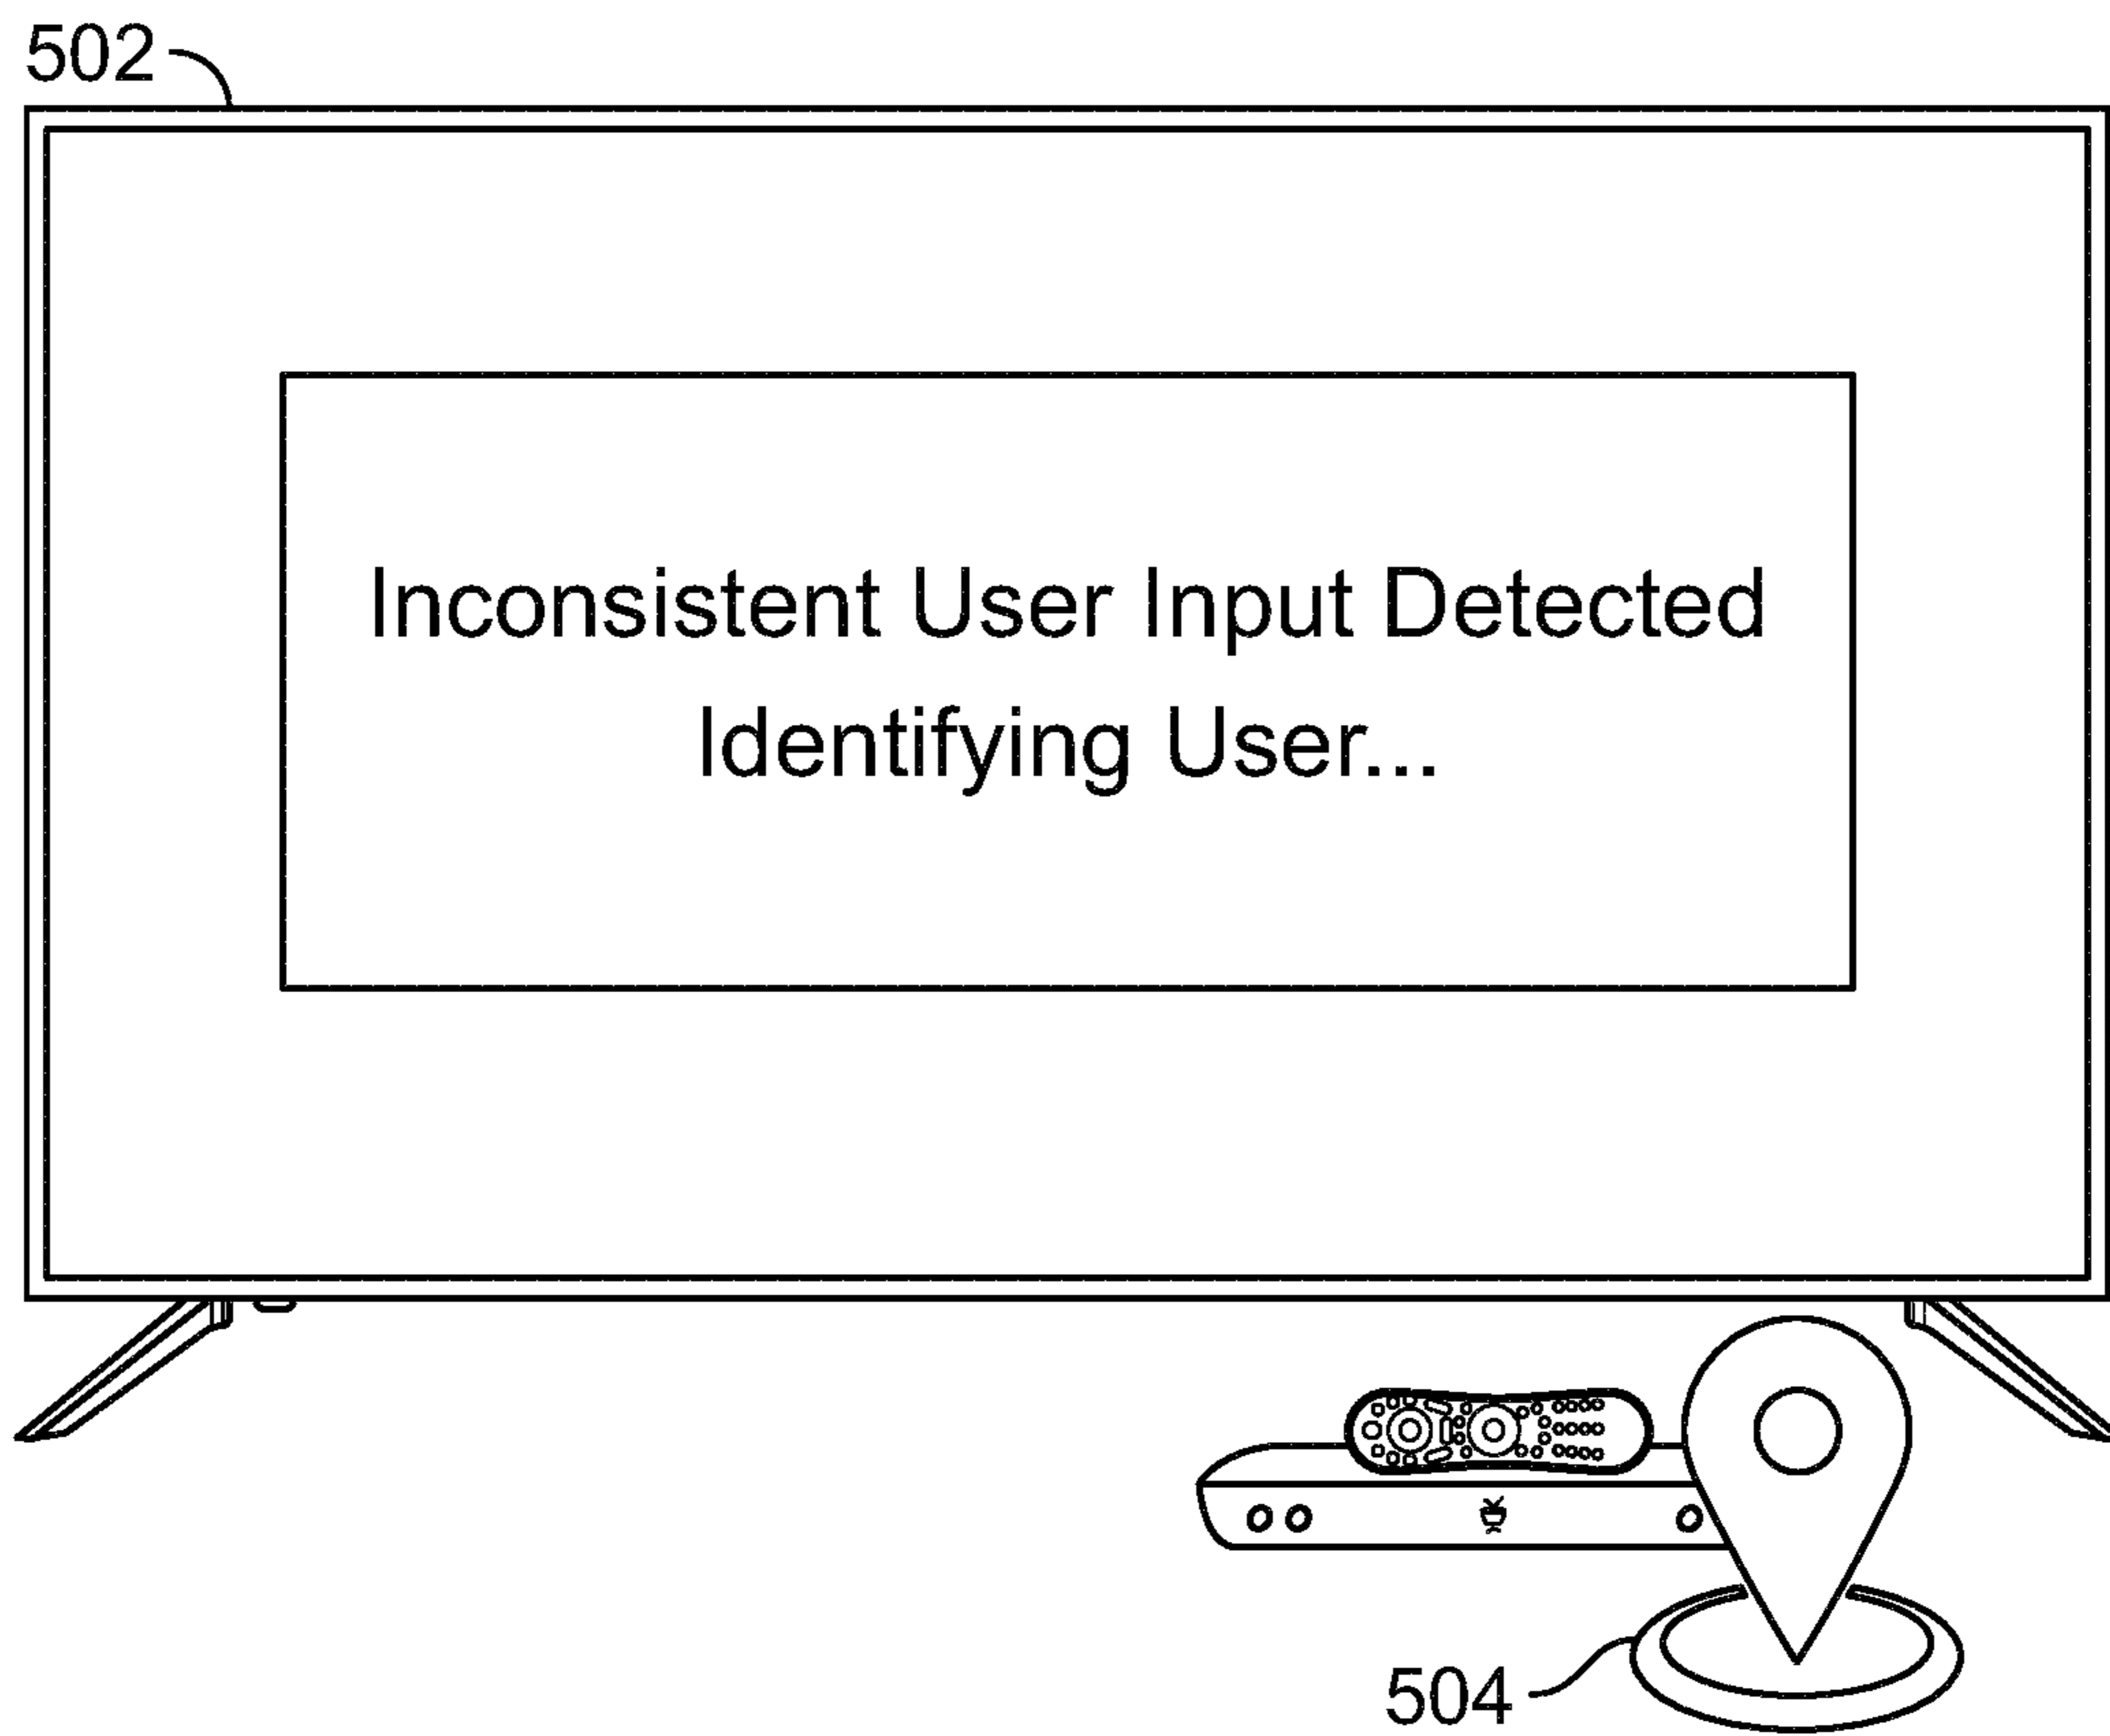 502
Inconsistent User Input Detected
Identifying User...
504